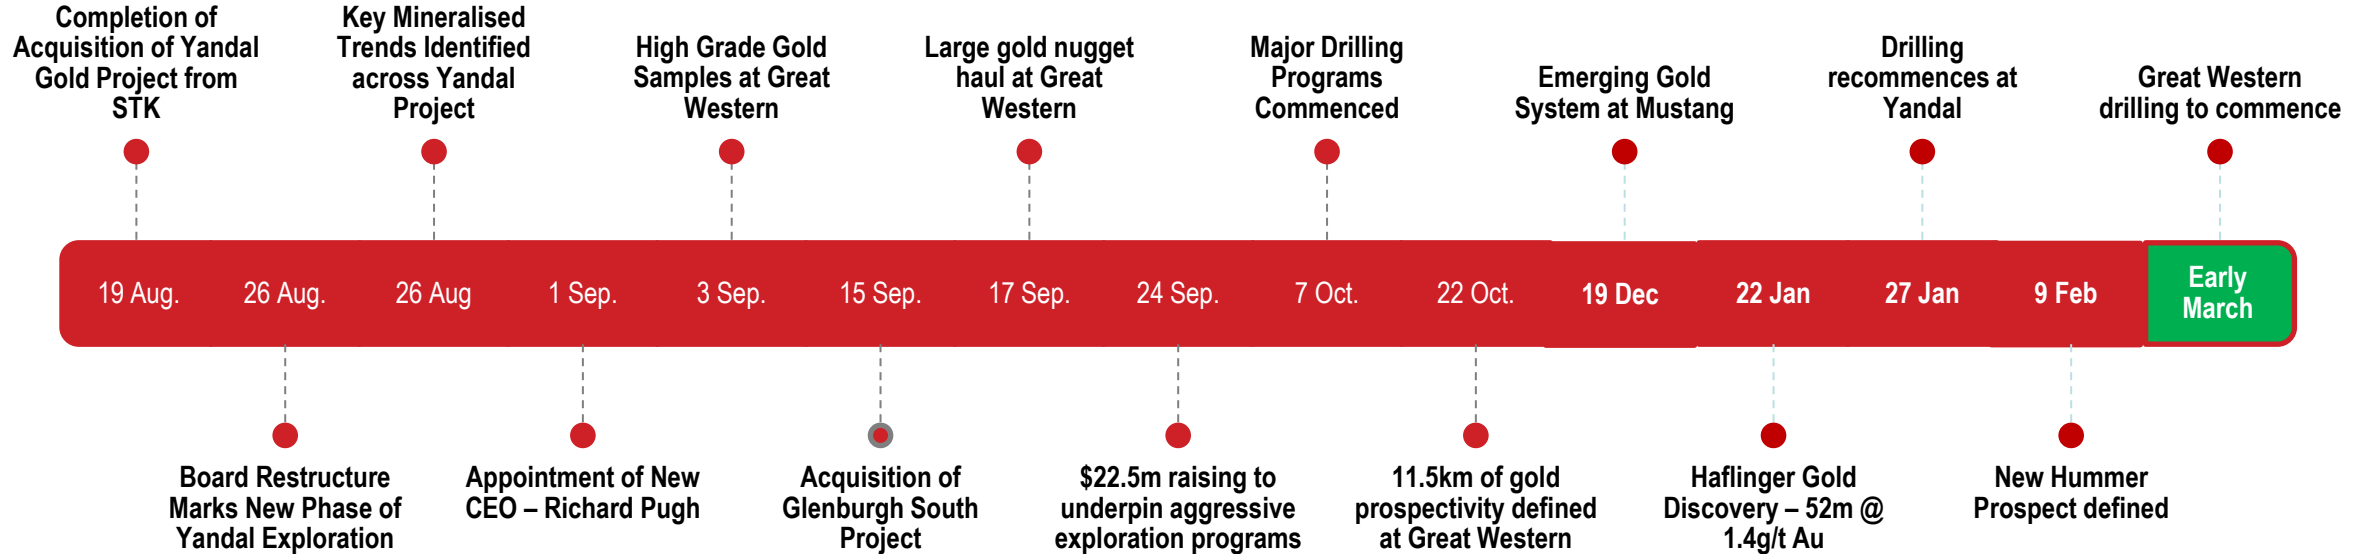 Completion of
Acquisition of Yandal
Gold Project from
STK
Key Mineralised
Trends Identified
across Yandal
Project
High Grade Gold
Samples at Great
Western
Large gold nugget
haul at Great
Western
Major Drilling
Programs
Commenced
Emerging Gold
System at Mustang
Drilling
recommences at
Yandal
Great Western
drilling to commence
19 Aug.
26 Aug.
26 Aug
1 Sep.
3 Sep.
15 Sep.
17 Sep.
24 Sep.
7 Oct.
22 Oct.
19 Dec
22 Jan
27 Jan
9 Feb
Early
March
Board Restructure
Marks New Phase of
Yandal Exploration
Appointment of New
CEO – Richard Pugh
Acquisition of
Glenburgh South
Project
$22.5m raising to
underpin aggressive
exploration programs
11.5km of gold
prospectivity defined
at Great Western
Haflinger Gold
Discovery – 52m @
1.4g/t Au
New Hummer
Prospect defined